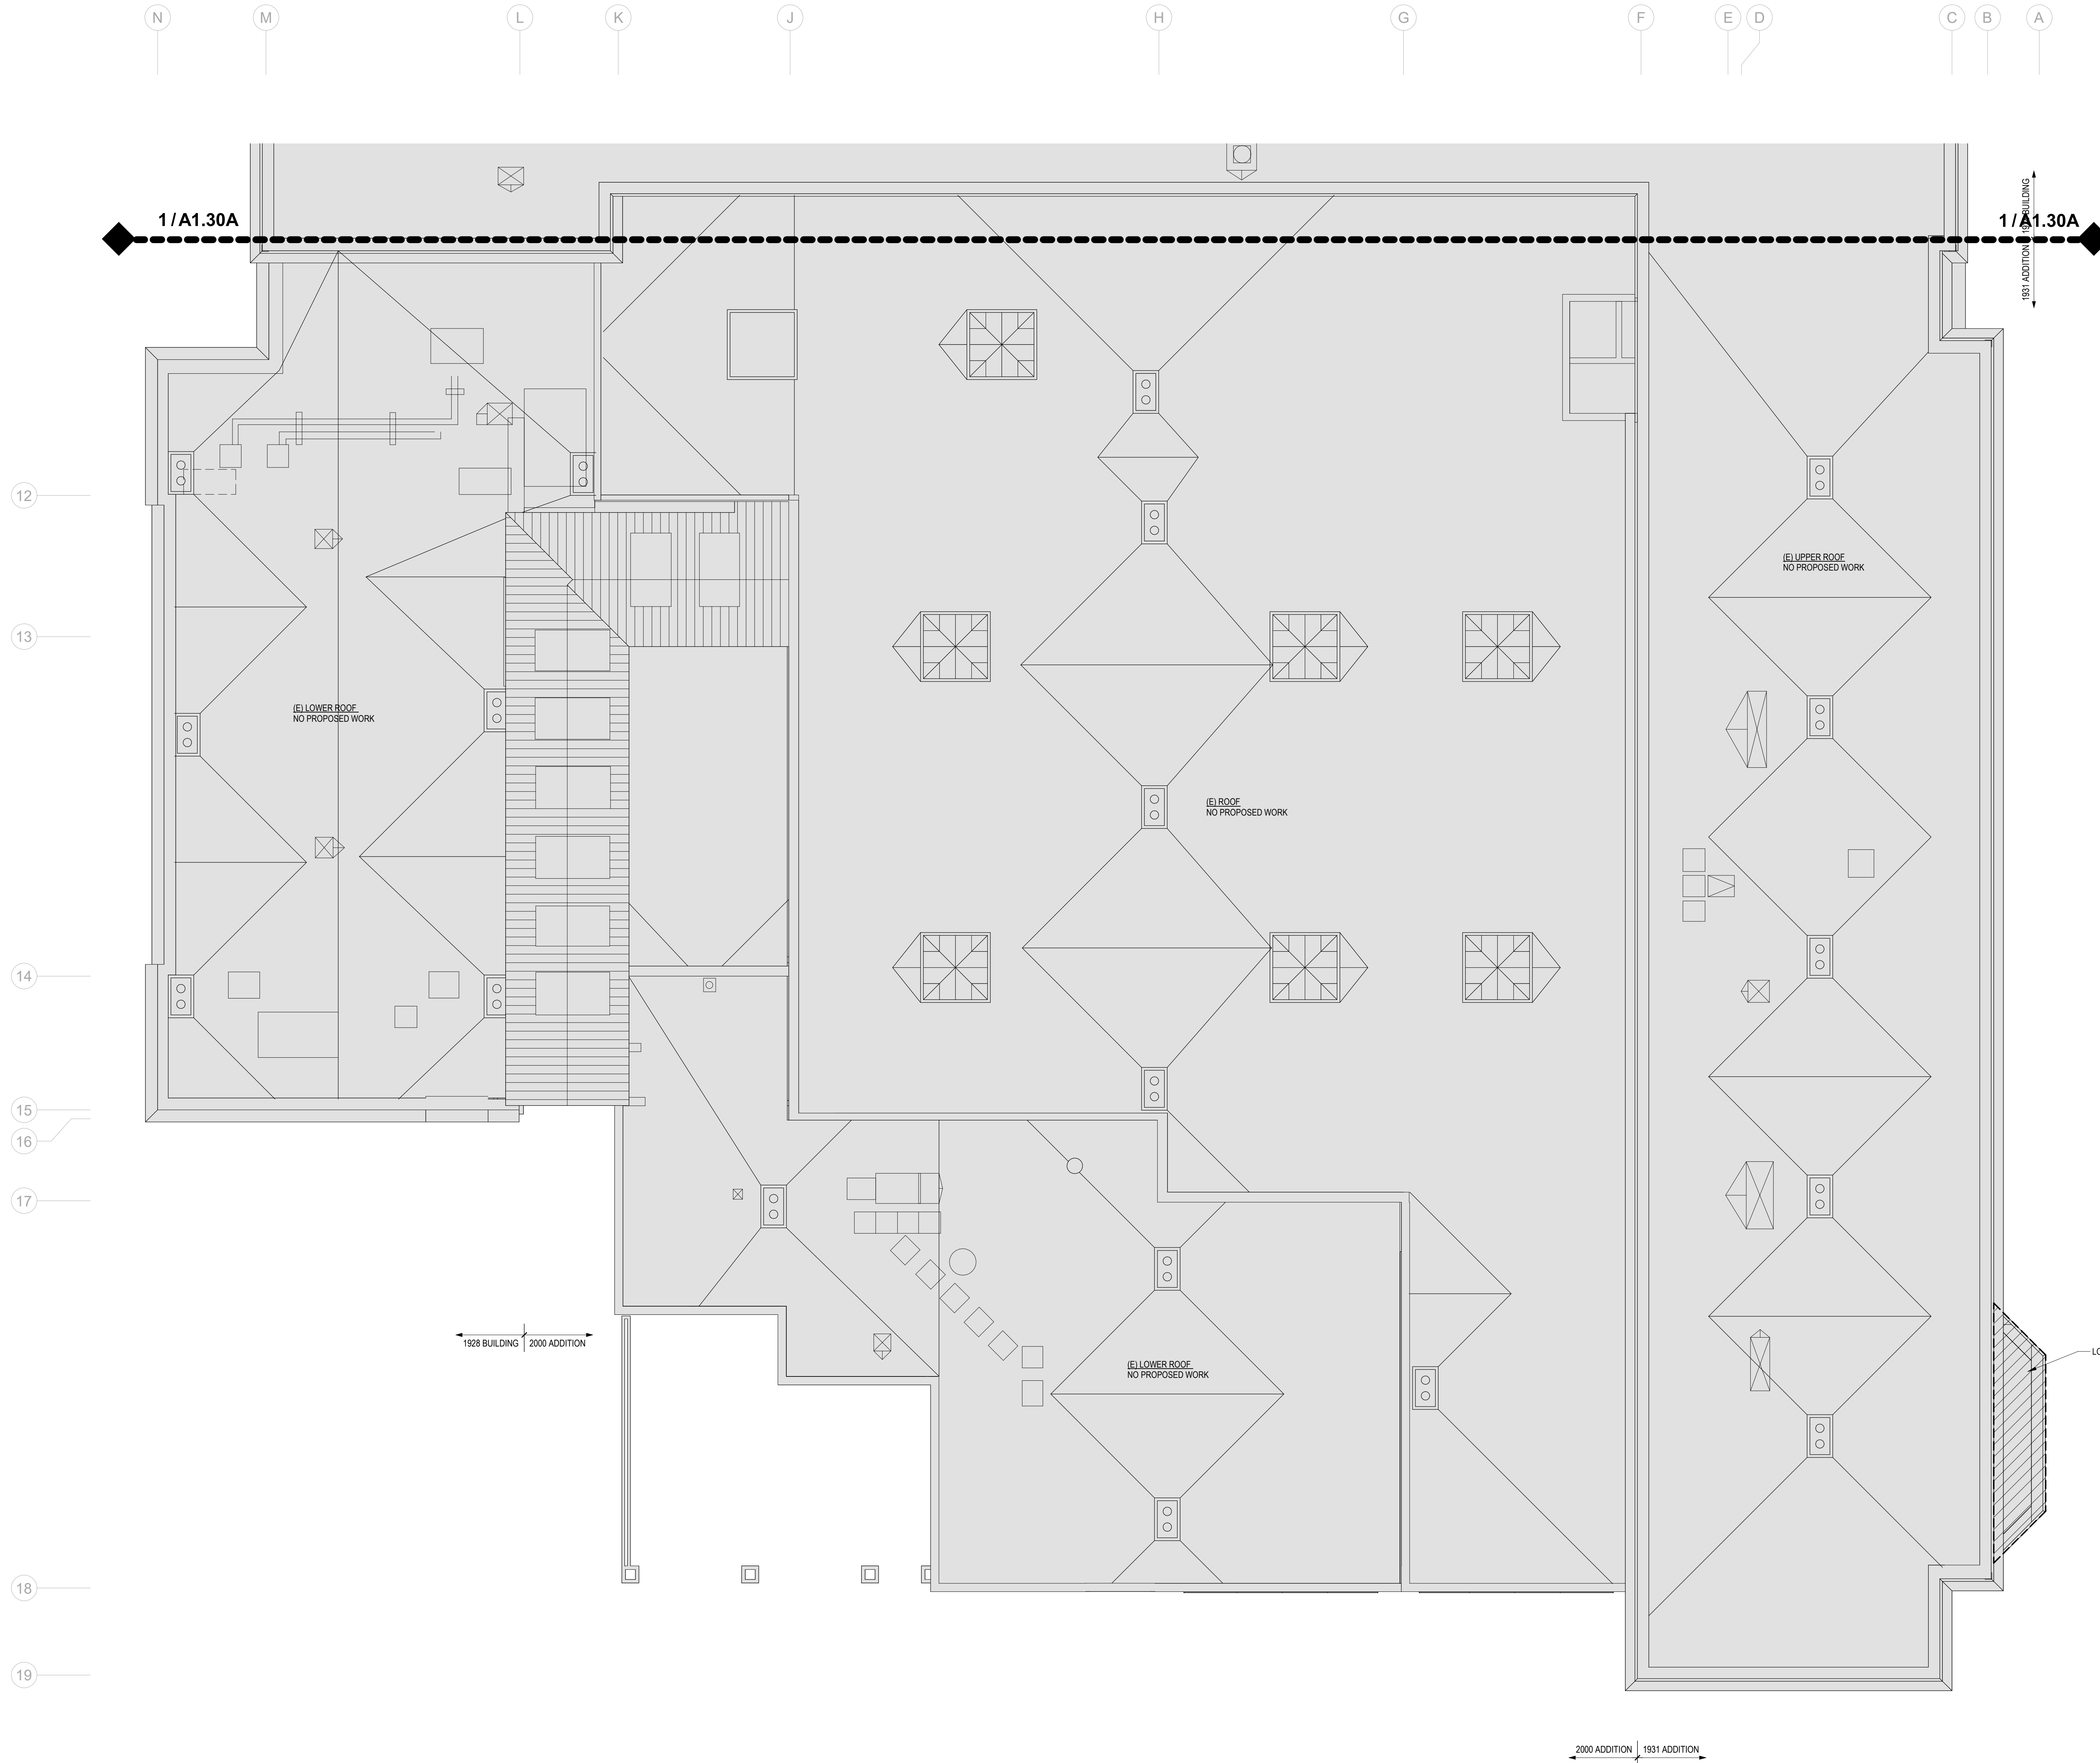 N M L K J H G F E D C B A
1 / A1.30A
1 / A1.30A
1931 ADDITION
BUILDING
12
(E) UPPER ROOF
NO PROPOSED WORK
13
(E) LOWER ROOF
NO PROPOSED WORK
(E) ROOF
NO PROPOSED WORK
14
15
16
17
1928 BUILDING 2000 ADDITION
(E) LOWER ROOF
NO PROPOSED WORK
18
19
2000 ADDITION 1931 ADDITION